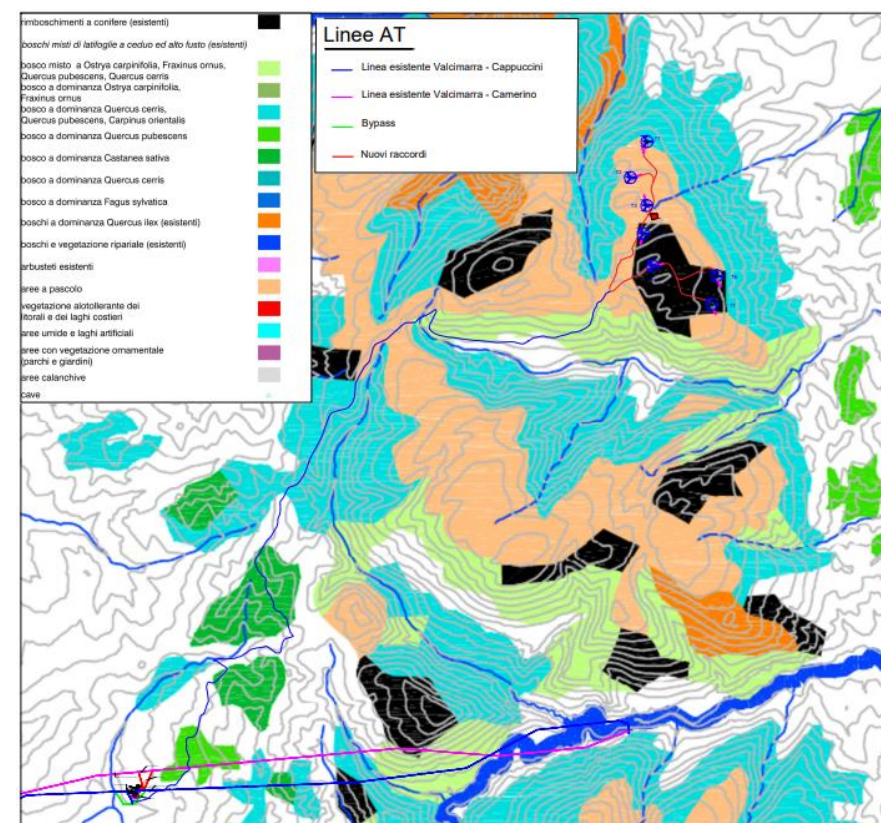 rimboschimenti a conifere (esistenti)
boschi misti di latifoglie a ceduo ed alto fusto (esistenti)
bosco misto a Ostrya carpinifolia, Fraxinus ornus,
Quercus pubescens, Quercus cerris
bosco a dominanza Ostrya carpinifolia,
Fraxinus ornus
bosco a dominanza Quercus cerris,
Quercus pubescens, Carpinus orientalis
bosco a dominanza Quercus pubescens
bosco a dominanza Castanea sativa
bosco a dominanza Quercus cerris
bosco a dominanza Fagus sylvatica
boschi a dominanza Quercus ilex (esistenti)
boschi e vegetazione ripariale (esistenti)
arbusteti esistenti
aree a pascolo
vegetazione alotollerante dei
litorali e dei laghi costieri
aree umide e laghi artificiali
aree con vegetazione ornamentale
(parchi e giardini)
aree calanchive
cave
Linee AT
Linea esistente Valcimarra - Cappuccini
Linea esistente Valcimarra - Camerino
Bypass
Nuovi raccordi